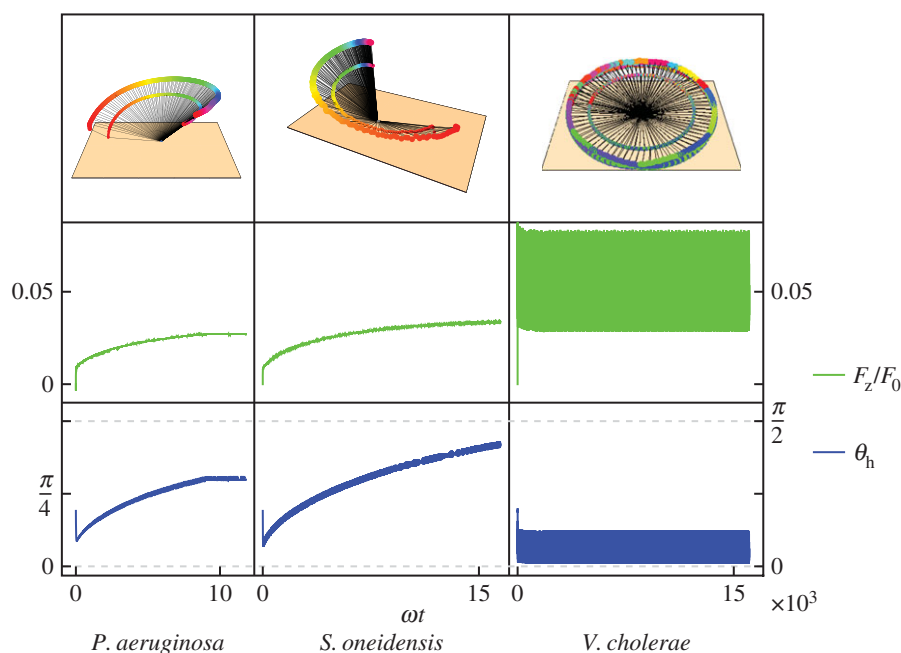 0.05
0
0.05
F_z/F_0
π/2
θ_h
π/4
0
0
0 10 0 15 0 15
×10^3
ωt
P. aeruginosa S. oneidensis V. cholerae